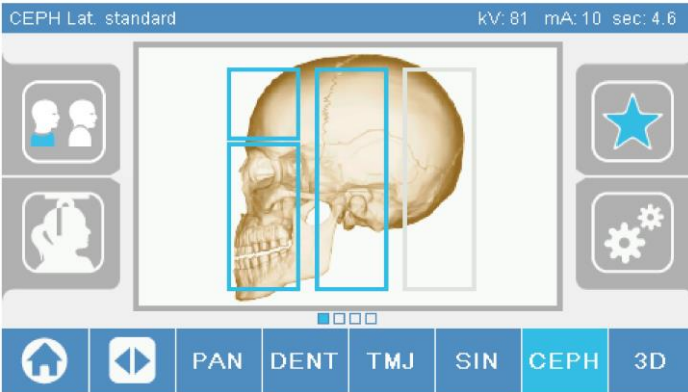 CEPH Lat. standard kV: 81 mA: 10 sec: 4.6
PAN DENT TMJ SIN CEPH 3D